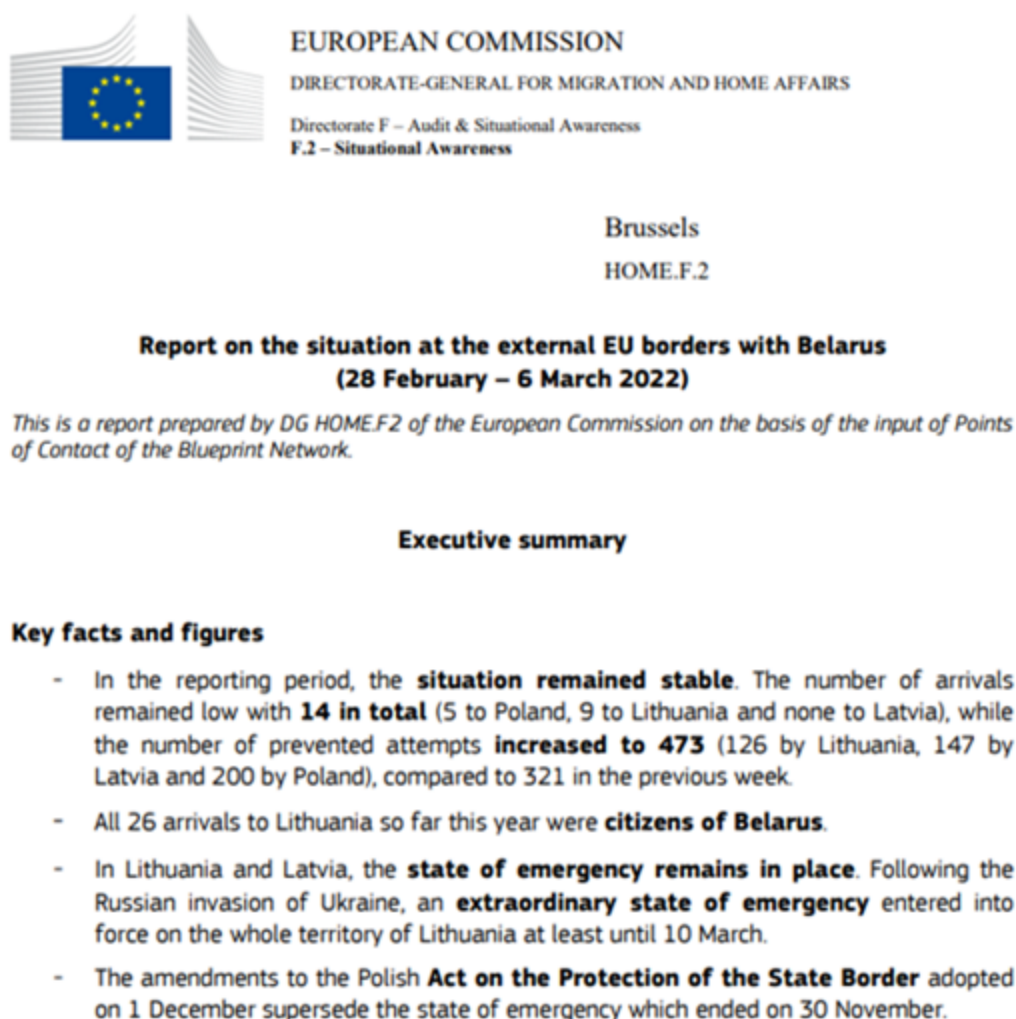 EUROPEAN COMMISSION
DIRECTORATE-GENERAL FOR MIGRATION AND HOME AFFAIRS
Directorate F – Audit & Situational Awareness
F.2 – Situational Awareness
Brussels
HOME.F.2
Report on the situation at the external EU borders with Belarus
(28 February – 6 March 2022)
This is a report prepared by DG HOME.F2 of the European Commission on the basis of the input of Points
of Contact of the Blueprint Network.
Executive summary
Key facts and figures
- In the reporting period, the situation remained stable. The number of arrivals
remained low with 14 in total (5 to Poland, 9 to Lithuania and none to Latvia), while
the number of prevented attempts increased to 473 (126 by Lithuania, 147 by
Latvia and 200 by Poland), compared to 321 in the previous week.
- All 26 arrivals to Lithuania so far this year were citizens of Belarus.
- In Lithuania and Latvia, the state of emergency remains in place. Following the
Russian invasion of Ukraine, an extraordinary state of emergency entered into
force on the whole territory of Lithuania at least until 10 March.
- The amendments to the Polish Act on the Protection of the State Border adopted
on 1 December supersede the state of emergency which ended on 30 November.